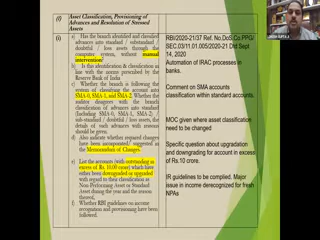 (f) Asset Classification, Provisioning of
Advances and Resolution of Stressed
Assets
(i) a) Has the branch identified and classified
advances into standard / substandard /
doubtful / loss assets through the
computer system, without manual
intervention?
b) Is the identification & classification in
line with the norms prescribed by the
Reserve Bank of India
c) Whether the branch is following the
system of classifying the account into
SMA-0, SMA-1, and SMA-2. Whether the
auditor disagrees with the branch
classification of advances into standard
(Including SMA-0, SMA-1, SMA-2) /
sub-standard / doubtful / loss assets, the
details of such advances with reasons
should be given.
d) Also indicate whether required changes
have been incorporated/ suggested in
the Memorandum of Changes.
e) List the accounts (with outstanding in
excess of Rs. 10.00 crore) which have
either been downgraded or upgraded
with regard to their classification as
Non-Performing Asset or Standard
Asset during the year and the reason
thereof.
f) Whether RBI guidelines on income
recognition and provisioning have been
followed.
RBI/2020-21/37 Ref. No.DoS.Co.PPG/
SEC.03/11.01.005/2020-21 Dtd Sept
14, 2020
Automation of IRAC processes in
banks.
Comment on SMA accounts
classification within standard accounts.
MOC given where asset classification
need to be changed
Specific question about upgradation
and downgrading for account in excess
of Rs.10 crore.
IR guidelines to be complied. Major
issue in income derecognized for fresh
NPAs